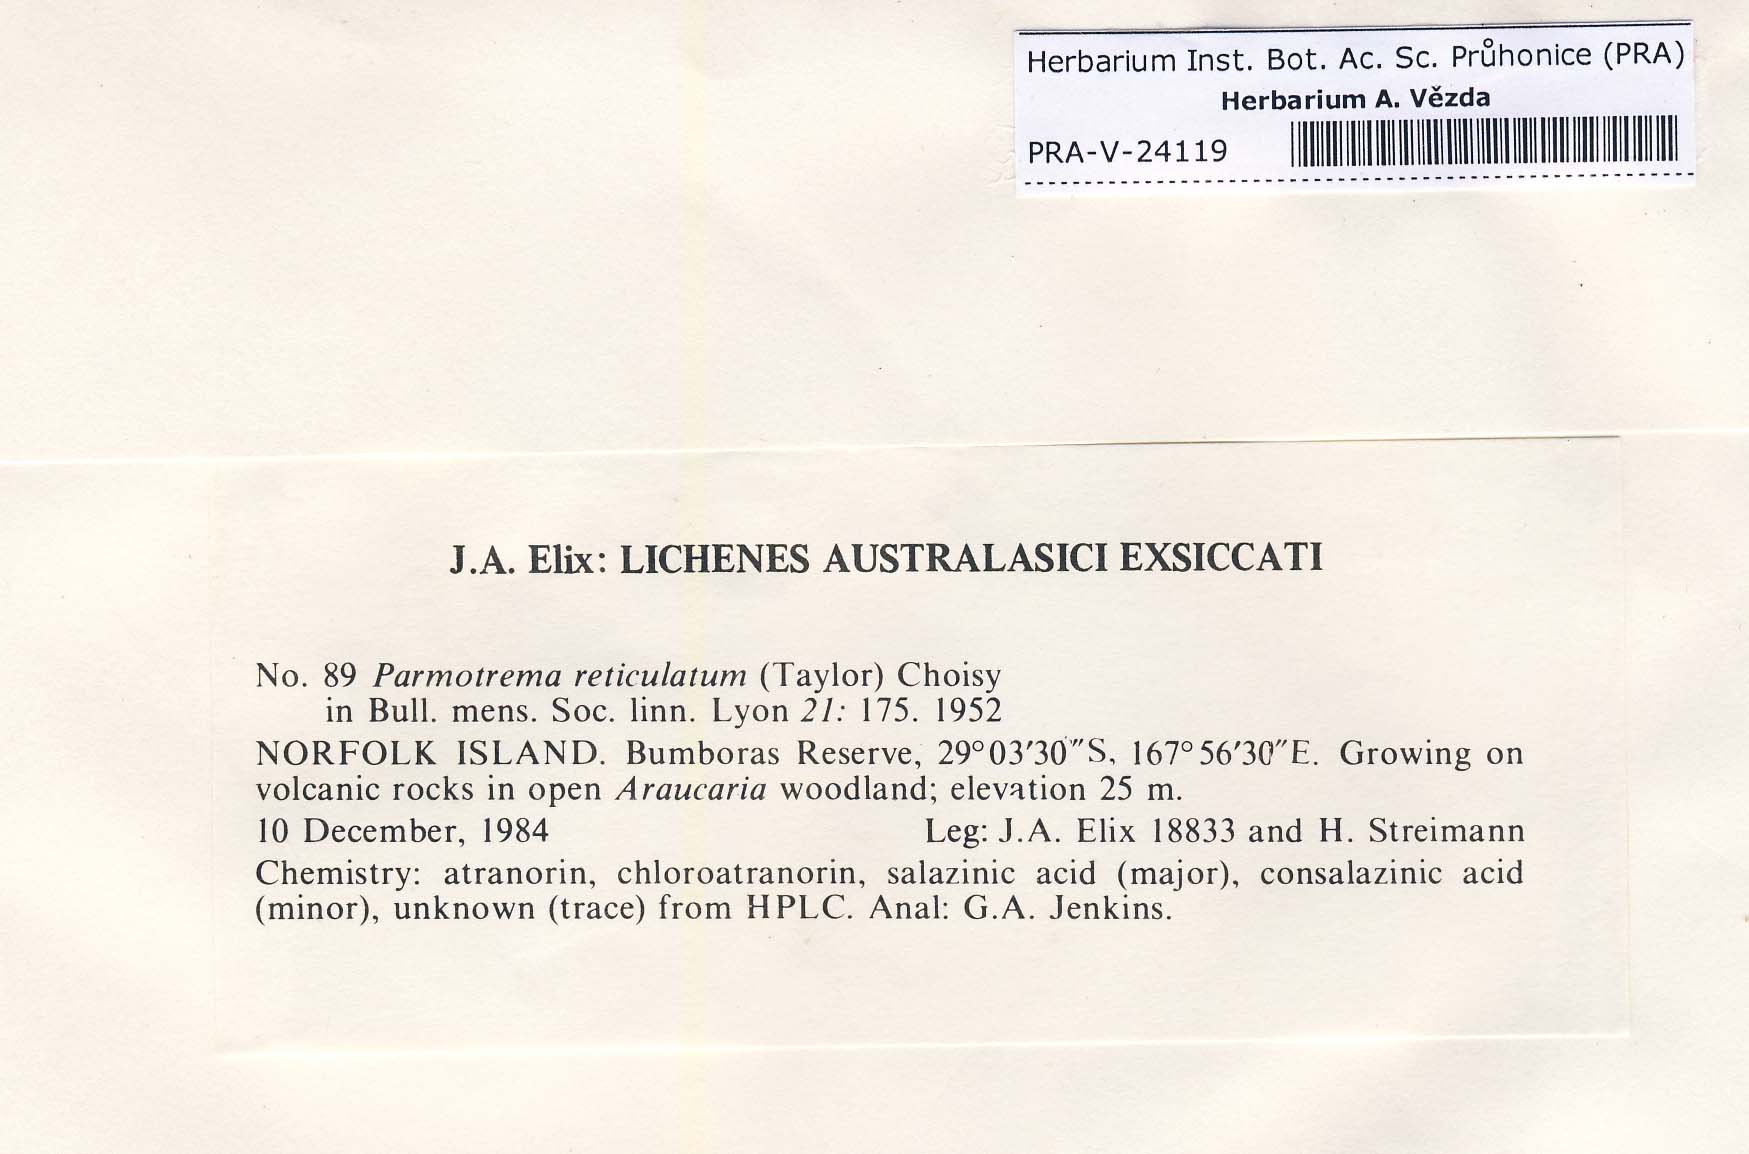 Herbarium Inst. Bot. Ac. Sc. Průhonice (PRA)
Herbarium A. Vězda
PRA-V-24119
J.A. Elix: LICHENES AUSTRALASICI EXSICCATI
No. 89 Parmotrema reticulatum (Taylor) Choisy
in Bull. mens. Soc. linn. Lyon 21: 175. 1952
NORFOLK ISLAND. Bumboras Reserve, 29°03′30″S, 167°56′30″E. Growing on
volcanic rocks in open Araucaria woodland; elevation 25 m.
10 December, 1984 Leg: J.A. Elix 18833 and H. Streimann
Chemistry: atranorin, chloroatranorin, salazinic acid (major), consalazinic acid
(minor), unknown (trace) from HPLC. Anal: G.A. Jenkins.